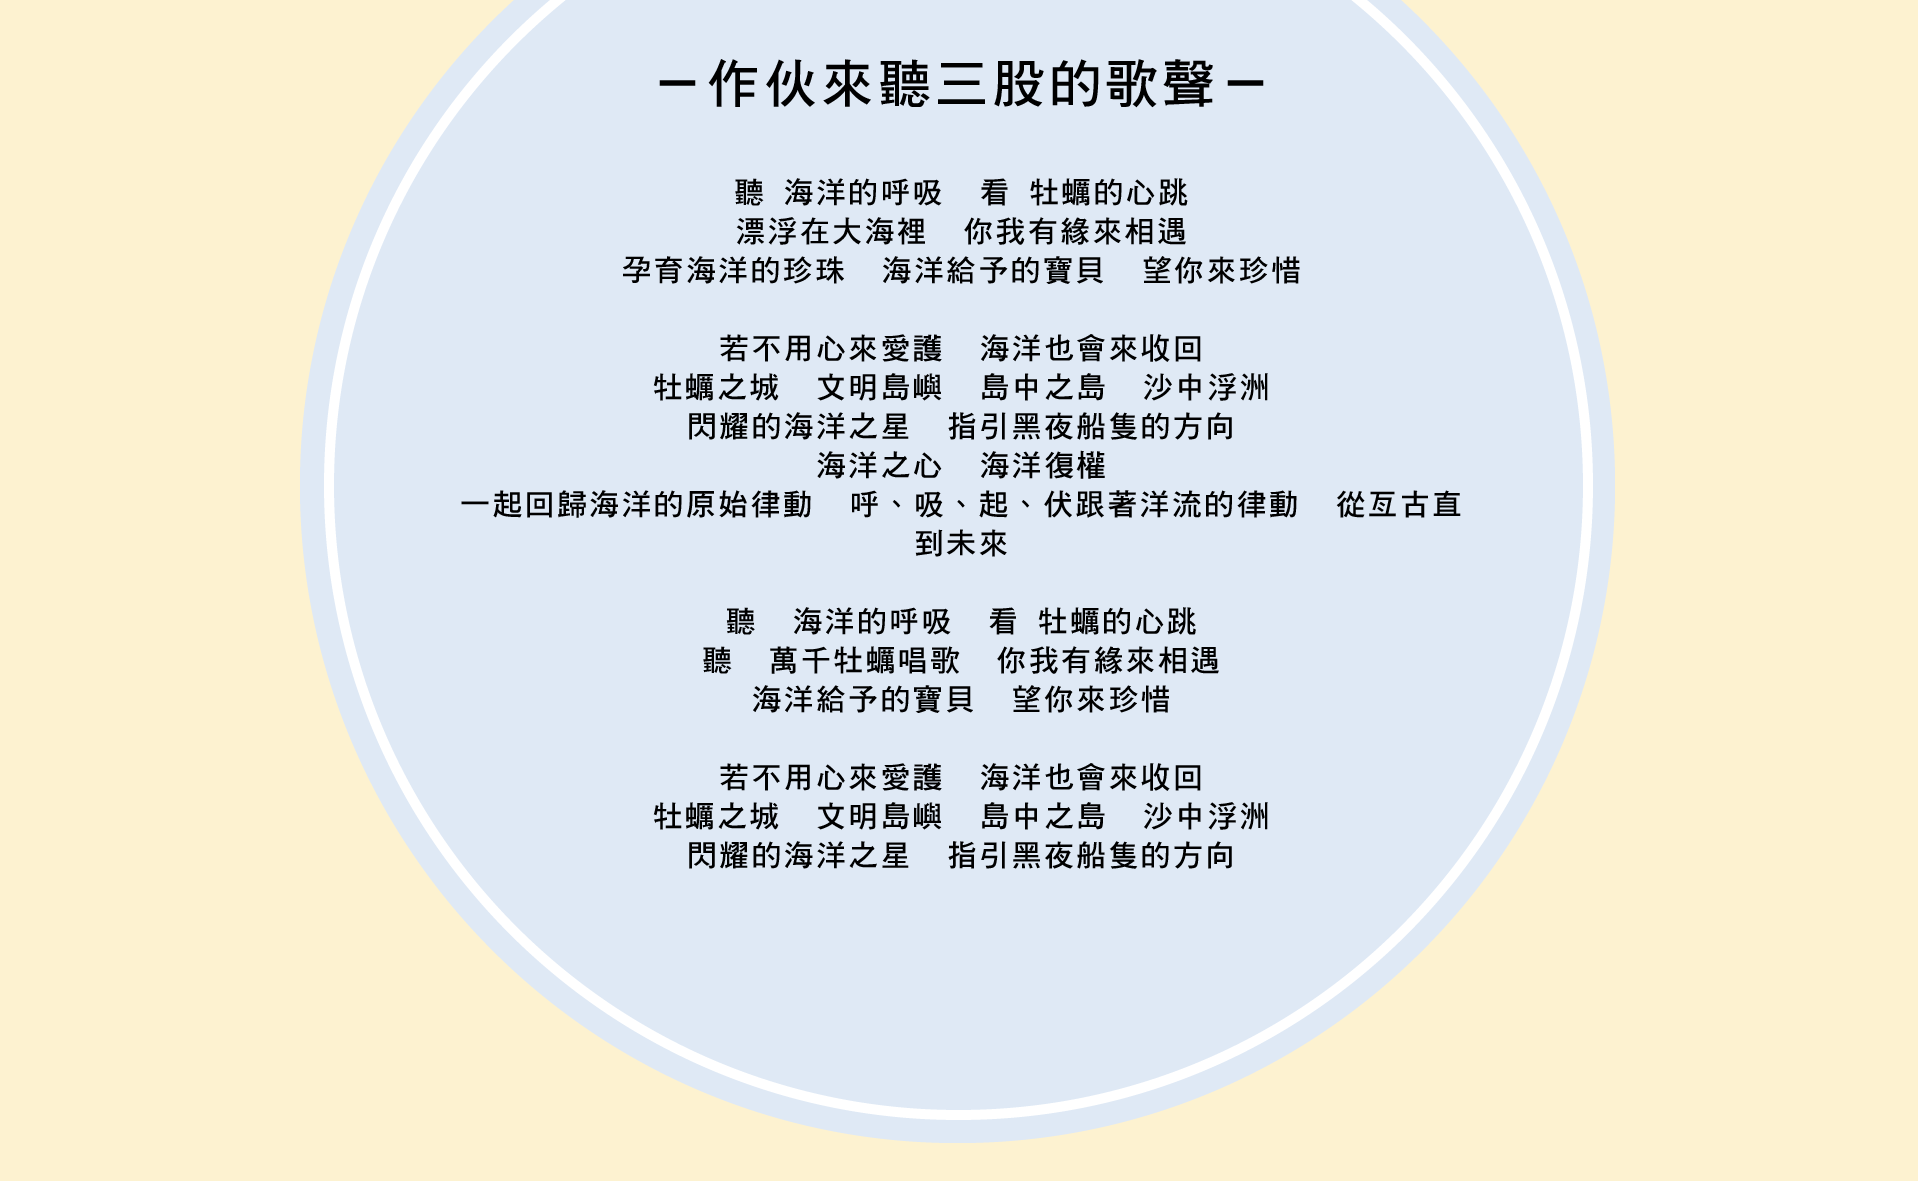 －作伙來聽三股的歌聲－
聽 海洋的呼吸　看 牡蠣的心跳
漂浮在大海裡　你我有緣來相遇
孕育海洋的珍珠　海洋給予的寶貝　望你來珍惜
若不用心來愛護　海洋也會來收回
牡蠣之城　文明島嶼　島中之島　沙中浮洲
閃耀的海洋之星　指引黑夜船隻的方向
海洋之心　海洋復權
一起回歸海洋的原始律動　呼、吸、起、伏跟著洋流的律動　從亙古直
到未來
聽　海洋的呼吸　看 牡蠣的心跳
聽　萬千牡蠣唱歌　你我有緣來相遇
海洋給予的寶貝　望你來珍惜
若不用心來愛護　海洋也會來收回
牡蠣之城　文明島嶼　島中之島　沙中浮洲
閃耀的海洋之星　指引黑夜船隻的方向